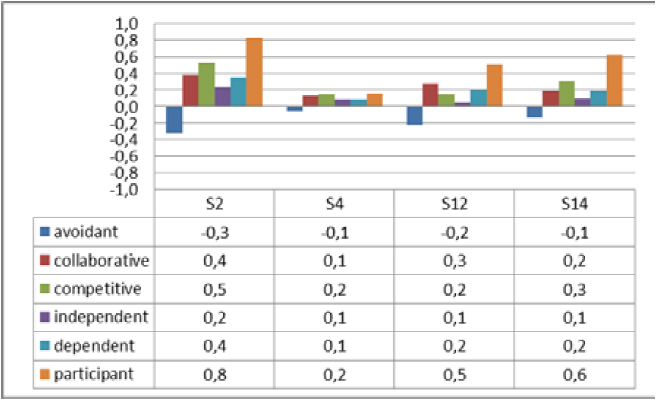 1,0
0,8
0,6
0,4
0,2
0,0
-0,2
-0,4
-0,6
-0,8
-1,0
S2 S4 S12 S14
avoidant -0,3 -0,1 -0,2 -0,1
collaborative 0,4 0,1 0,3 0,2
competitive 0,5 0,2 0,2 0,3
independent 0,2 0,1 0,1 0,1
dependent 0,4 0,1 0,2 0,2
participant 0,8 0,2 0,5 0,6